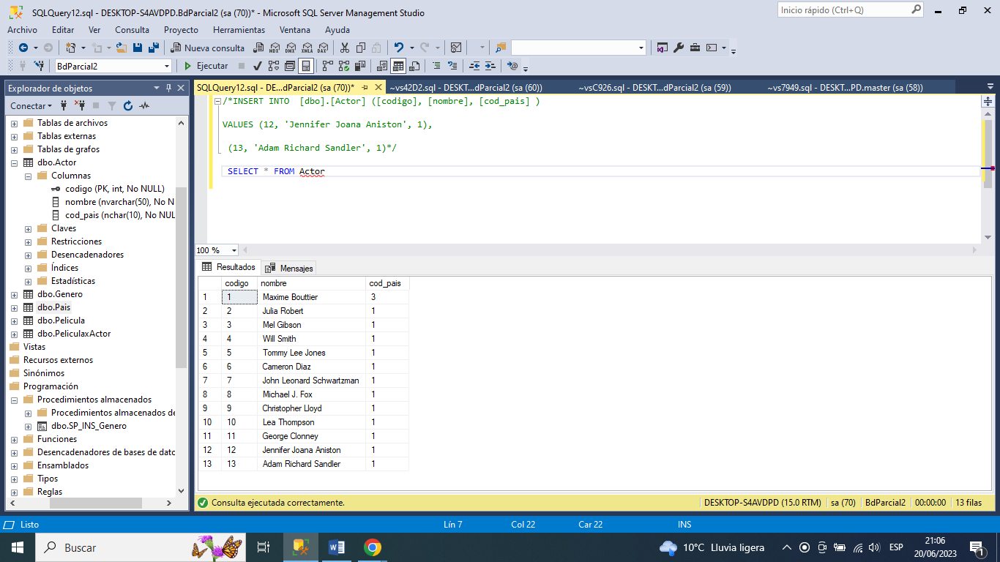 SQLQuery12.sql - DESKTOP-S4AVDPD.BdParcial2 (sa (70))* - Microsoft SQL Server Management Studio
Inicio rápido (Ctrl+Q)
Archivo Editar Ver Consulta Proyecto Herramientas Ventana Ayuda
Nueva consulta MDX DMX XMLA DAX
BdParcial2 Ejecutar
Explorador de objetos
SQLQuery12.sql - DE...dParcial2 (sa (70))* ~vs42D2.sql - DESKT...dParcial2 (sa (60)) ~vsC926.sql - DESKT...dParcial2 (sa (59)) ~vs7949.sql - DESKT...PD.master (sa (58))
Conectar
Tablas de archivos
Tablas externas
Tablas de grafos
dbo.Actor
Columnas
codigo (PK, int, No NULL)
nombre (nvarchar(50), No N
cod_pais (nchar(10), No NUL
Claves
Restricciones
Desencadenadores
Índices
Estadísticas
dbo.Genero
dbo.Pais
dbo.Pelicula
dbo.PeliculaxActor
Vistas
Recursos externos
Sinónimos
Programación
Procedimientos almacenados
Procedimientos almacenados de
dbo.SP_INS_Genero
Funciones
Desencadenadores de bases de dato
Ensamblados
Tipos
Reglas
/*INSERT INTO [dbo].[Actor] ([codigo], [nombre], [cod_pais] )
VALUES (12, 'Jennifer Joana Aniston', 1),
(13, 'Adam Richard Sandler', 1)*/
SELECT * FROM Actor
100 %
Resultados Mensajes
codigo nombre cod_pais
1 1 Maxime Bouttier 3
2 2 Julia Robert 1
3 3 Mel Gibson 1
4 4 Will Smith 1
5 5 Tommy Lee Jones 1
6 6 Cameron Diaz 1
7 7 John Leonard Schwartzman 1
8 8 Michael J. Fox 1
9 9 Christopher Lloyd 1
10 10 Lea Thompson 1
11 11 George Clonney 1
12 12 Jennifer Joana Aniston 1
13 13 Adam Richard Sandler 1
Consulta ejecutada correctamente. DESKTOP-S4AVDPD (15.0 RTM) sa (70) BdParcial2 00:00:00 13 filas
Listo Lín 7 Col 22 Car 22 INS
Buscar 10°C Lluvia ligera ESP 21:06
20/06/2023 1